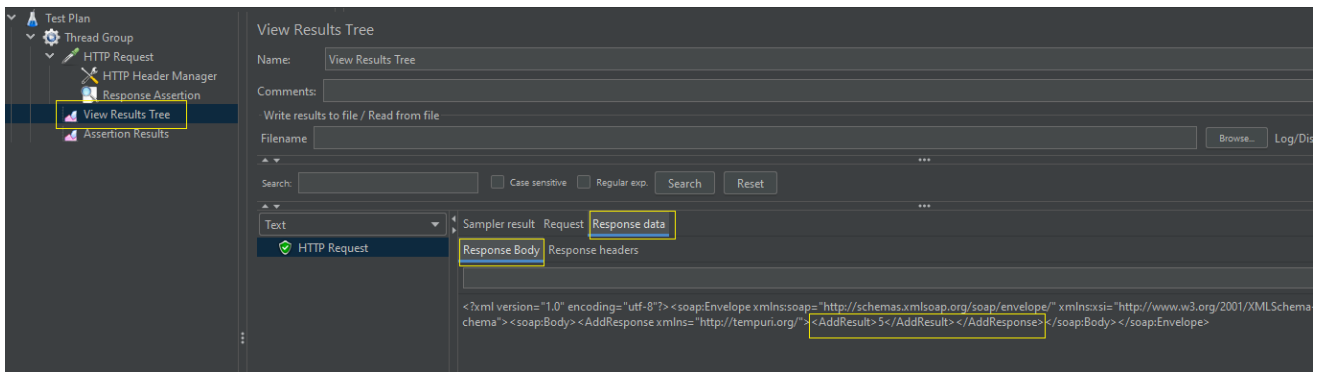 Test Plan
Thread Group
HTTP Request
HTTP Header Manager
Response Assertion
View Results Tree
Assertion Results
View Results Tree
Name: View Results Tree
Comments:
Write results to file / Read from file
Filename Browse... Log/Dis
Search: Case sensitive Regular exp. Search Reset
Text
HTTP Request
Sampler result Request Response data
Response Body Response headers
<?xml version="1.0" encoding="utf-8"?><soap:Envelope xmlns:soap="http://schemas.xmlsoap.org/soap/envelope/" xmlns:xsi="http://www.w3.org/2001/XMLSchema-
chema"><soap:Body><AddResponse xmlns="http://tempuri.org/"><AddResult>5</AddResult></AddResponse></soap:Body></soap:Envelope>